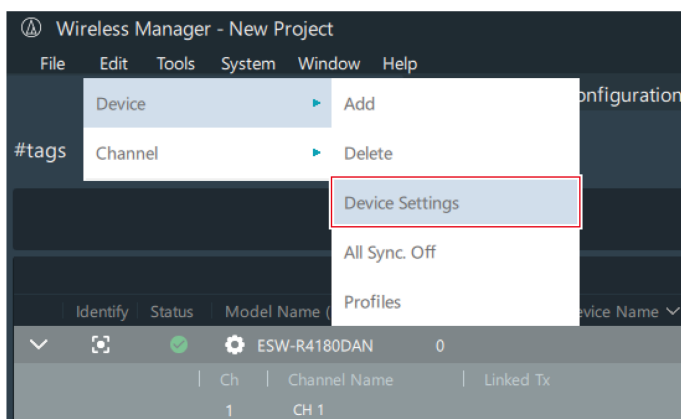 Wireless Manager - New Project
File Edit Tools System Window Help
Device Add onfiguration
#tags Channel Delete
Device Settings
All Sync. Off
Profiles
Identify Status Model Name ( evice Name
ESW-R4180DAN 0
Ch Channel Name Linked Tx
1 CH 1